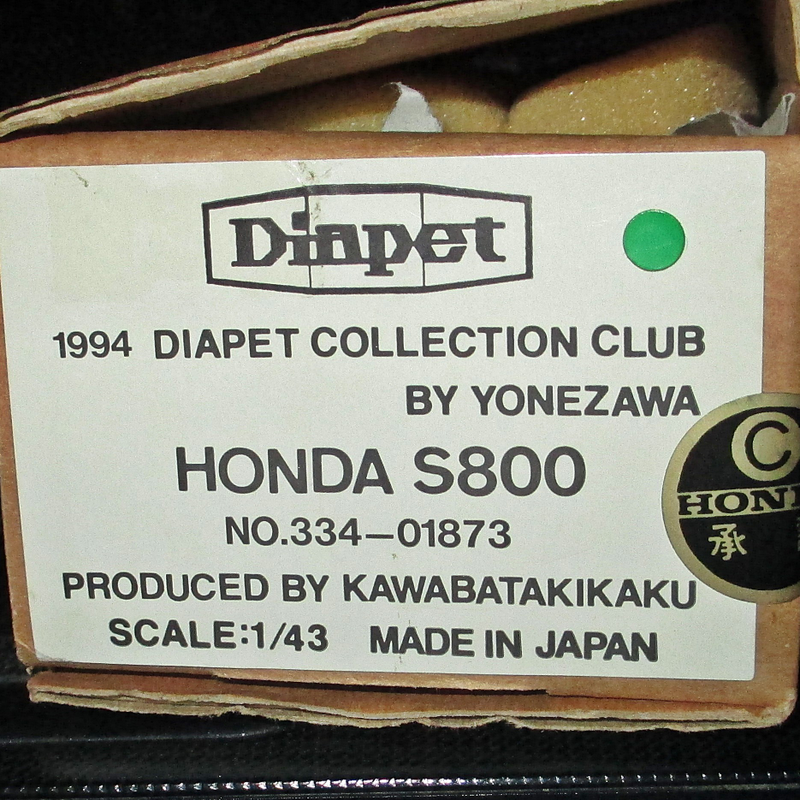 Diapet
1994 DIAPET COLLECTION CLUB
BY YONEZAWA
HONDA S800
NO.334–01873
PRODUCED BY KAWABATAKIKAKU
SCALE:1/43 MADE IN JAPAN
©
HON
承